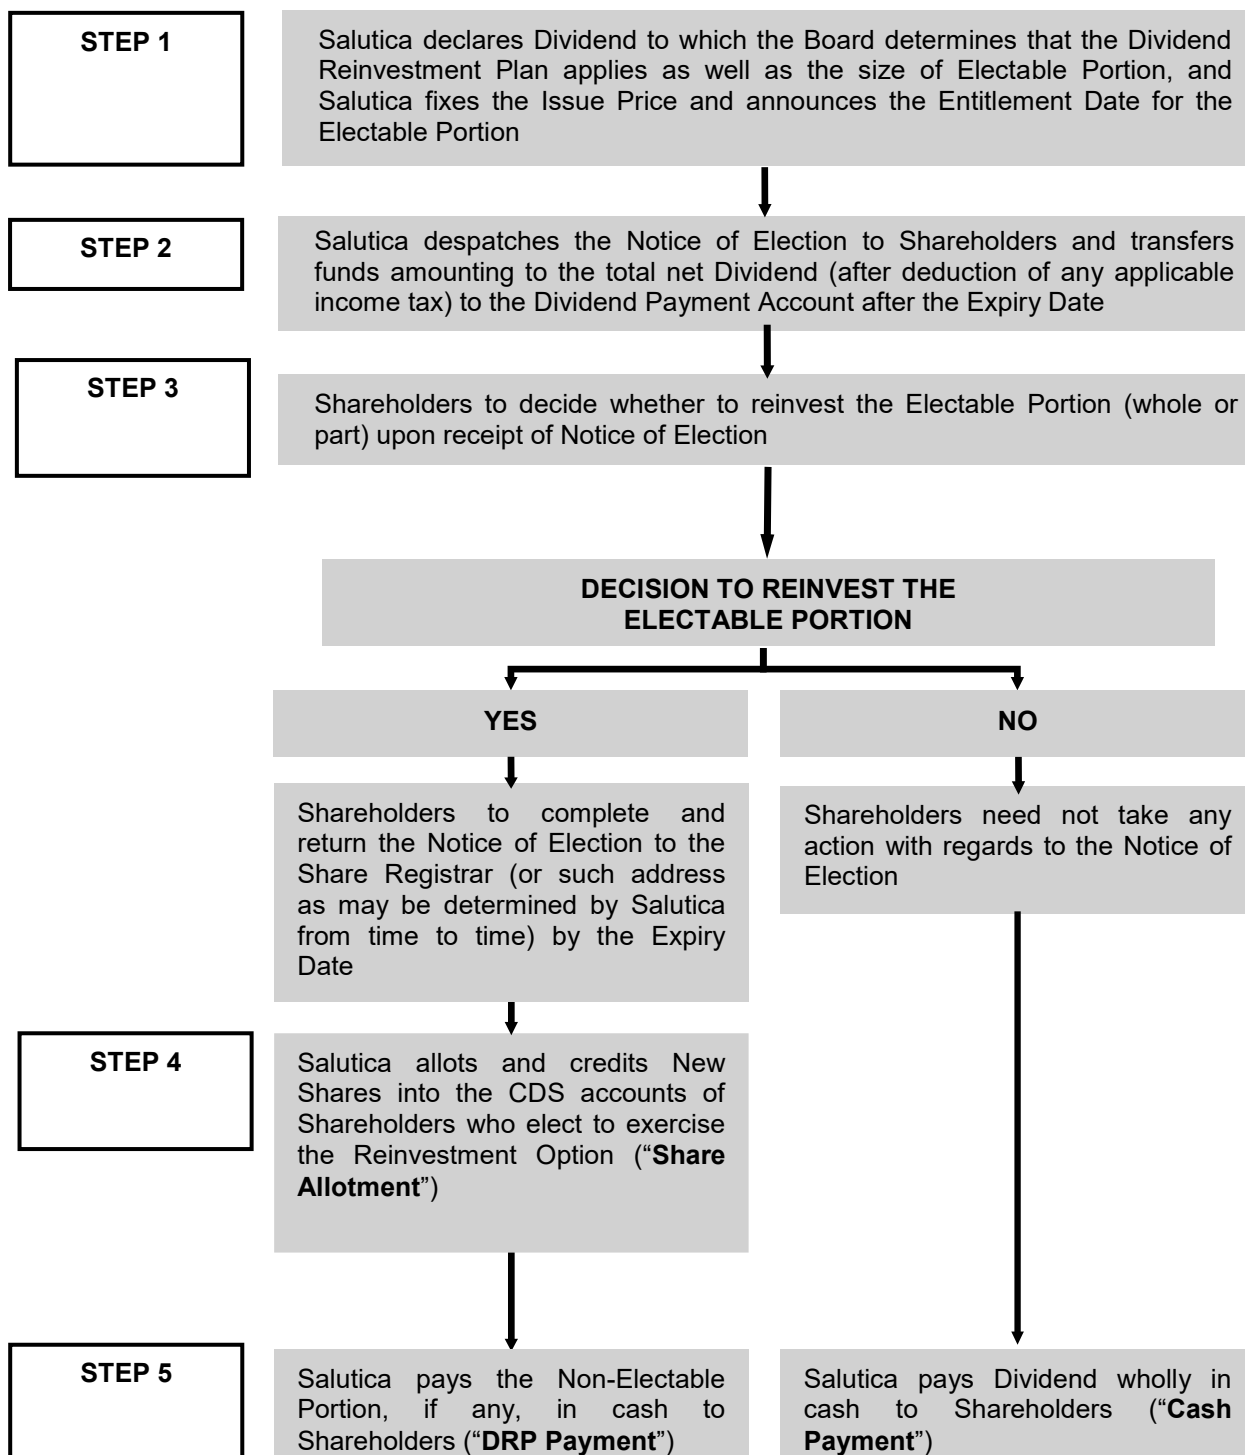 STEP 1
Salutica declares Dividend to which the Board determines that the Dividend
Reinvestment Plan applies as well as the size of Electable Portion, and
Salutica fixes the Issue Price and announces the Entitlement Date for the
Electable Portion
STEP 2
Salutica despatches the Notice of Election to Shareholders and transfers
funds amounting to the total net Dividend (after deduction of any applicable
income tax) to the Dividend Payment Account after the Expiry Date
STEP 3
Shareholders to decide whether to reinvest the Electable Portion (whole or
part) upon receipt of Notice of Election
DECISION TO REINVEST THE
ELECTABLE PORTION
YES
NO
Shareholders to complete and
return the Notice of Election to the
Share Registrar (or such address
as may be determined by Salutica
from time to time) by the Expiry
Date
Shareholders need not take any
action with regards to the Notice of
Election
STEP 4
Salutica allots and credits New
Shares into the CDS accounts of
Shareholders who elect to exercise
the Reinvestment Option (“Share
Allotment”)
STEP 5
Salutica pays the Non-Electable
Portion, if any, in cash to
Shareholders (“DRP Payment”)
Salutica pays Dividend wholly in
cash to Shareholders (“Cash
Payment”)